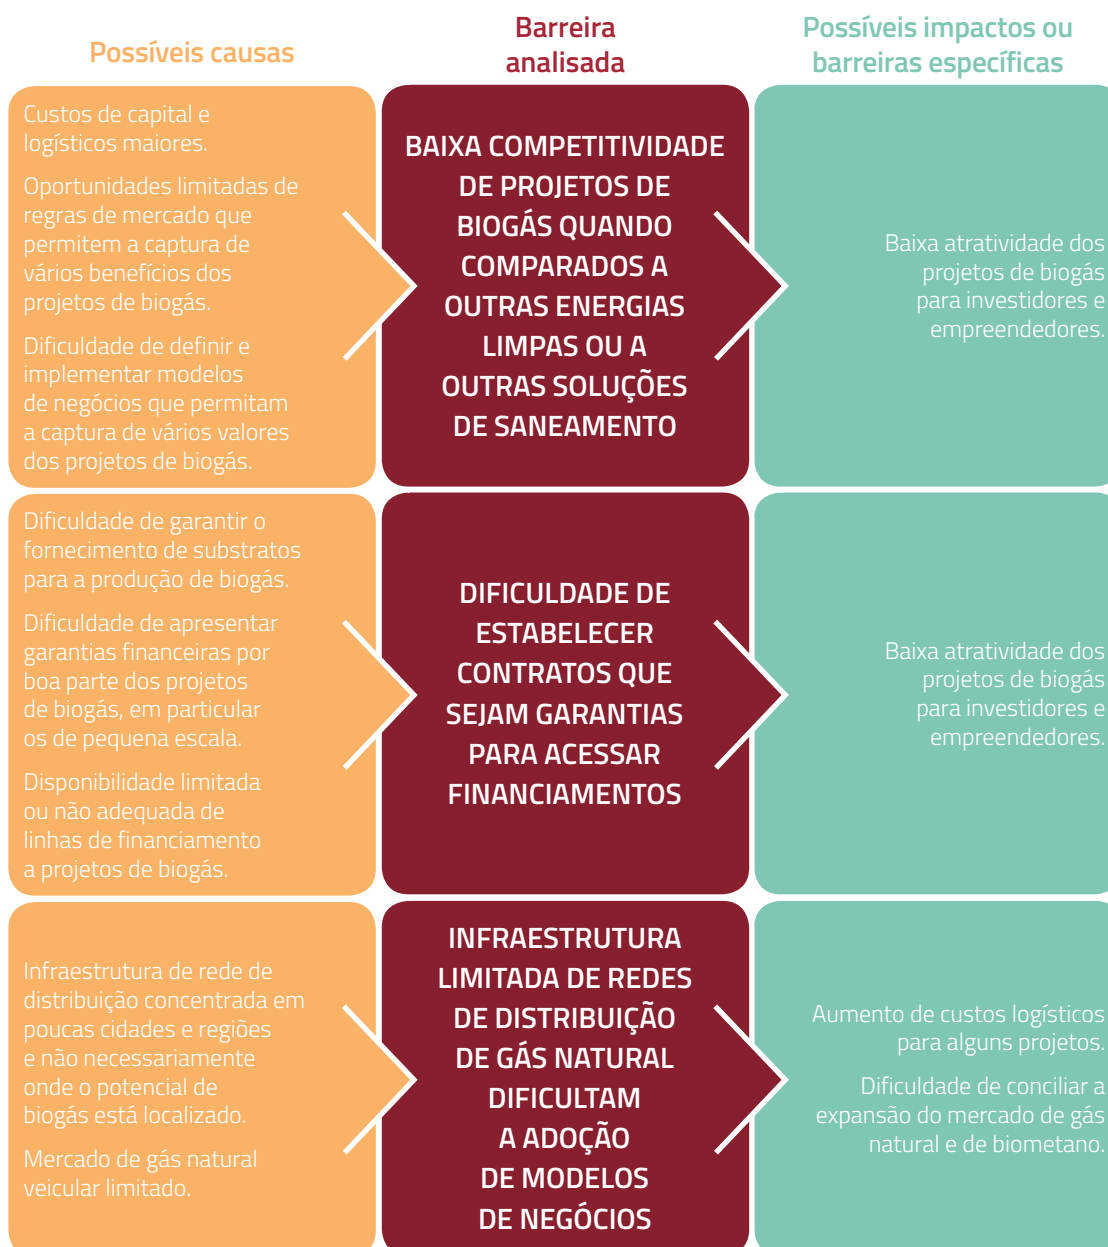 Possíveis causas
Barreira
analisada
Possíveis impactos ou
barreiras específicas
Custos de capital e
logísticos maiores.
Oportunidades limitadas de
regras de mercado que
permitem a captura de
vários benefícios dos
projetos de biogás.
Dificuldade de definir e
implementar modelos
de negócios que permitam
a captura de vários valores
dos projetos de biogás.
BAIXA COMPETITIVIDADE
DE PROJETOS DE
BIOGÁS QUANDO
COMPARADOS A
OUTRAS ENERGIAS
LIMPAS OU A
OUTRAS SOLUÇÕES
DE SANEAMENTO
Baixa atratividade dos
projetos de biogás
para investidores e
empreendedores.
Dificuldade de garantir o
fornecimento de substratos
para a produção de biogás.
Dificuldade de apresentar
garantias financeiras por
boa parte dos projetos
de biogás, em particular
os de pequena escala.
Disponibilidade limitada
ou não adequada de
linhas de financiamento
a projetos de biogás.
DIFICULDADE DE
ESTABELECER
CONTRATOS QUE
SEJAM GARANTIAS
PARA ACESSAR
FINANCIAMENTOS
Baixa atratividade dos
projetos de biogás
para investidores e
empreendedores.
Infraestrutura de rede de
distribuição concentrada em
poucas cidades e regiões
e não necessariamente
onde o potencial de
biogás está localizado.
Mercado de gás natural
veicular limitado.
INFRAESTRUTURA
LIMITADA DE REDES
DE DISTRIBUIÇÃO
DE GÁS NATURAL
DIFICULTAM
A ADOÇÃO
DE MODELOS
DE NEGÓCIOS
Aumento de custos logísticos
para alguns projetos.
Dificuldade de conciliar a
expansão do mercado de gás
natural e de biometano.